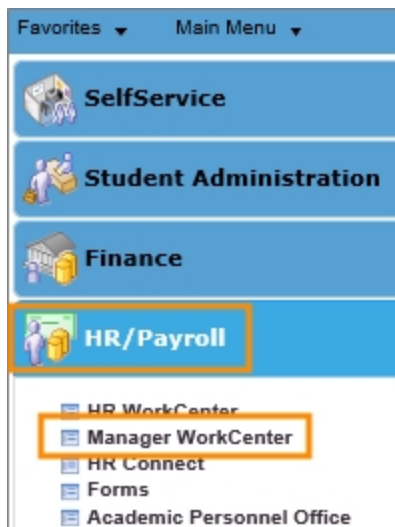 Favorites Main Menu
SelfService
Student Administration
Finance
HR/Payroll
HR WorkCenter
Manager WorkCenter
HR Connect
Forms
Academic Personnel Office